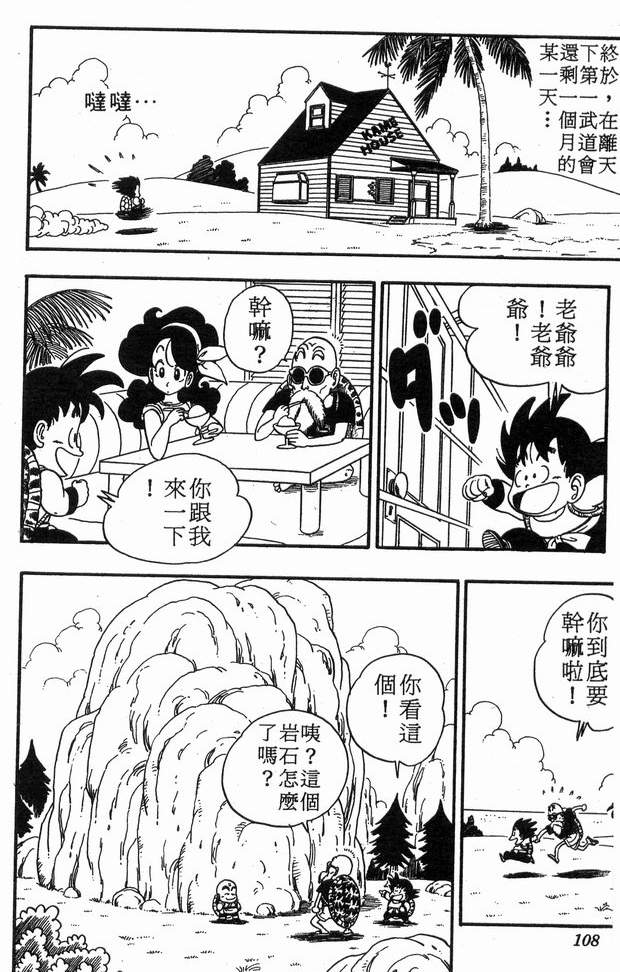 終於，在離天
下第一武道會
還剩一個月的
某一天…
KAME
HOUSE
噠噠…
老爺爺
！老爺
爺！
ダッ
幹嘛？
你跟我
來一下
！
你到底要
幹嘛啦！
你看這
個！
咦？這個
岩石怎麼
了嗎？
108